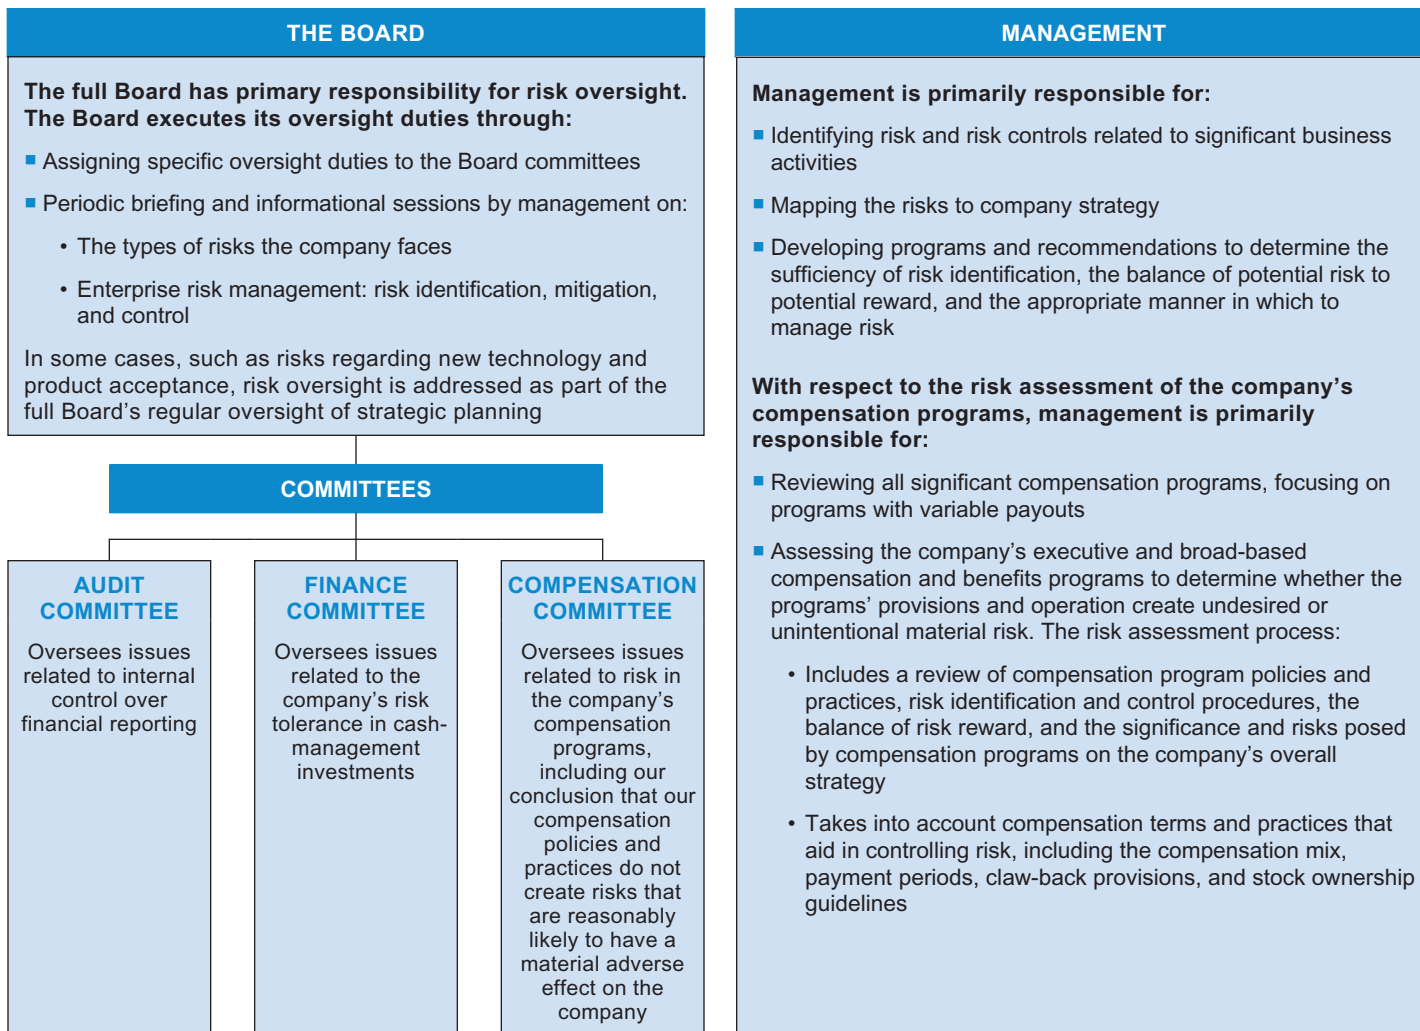 THE BOARD
The full Board has primary responsibility for risk oversight.
The Board executes its oversight duties through:
■ Assigning specific oversight duties to the Board committees
■ Periodic briefing and informational sessions by management on:
• The types of risks the company faces
• Enterprise risk management: risk identification, mitigation,
and control
In some cases, such as risks regarding new technology and
product acceptance, risk oversight is addressed as part of the
full Board’s regular oversight of strategic planning
COMMITTEES
AUDIT
COMMITTEE
Oversees issues
related to internal
control over
financial reporting
FINANCE
COMMITTEE
Oversees issues
related to the
company’s risk
tolerance in cash-
management
investments
COMPENSATION
COMMITTEE
Oversees issues
related to risk in
the company’s
compensation
programs,
including our
conclusion that our
compensation
policies and
practices do not
create risks that
are reasonably
likely to have a
material adverse
effect on the
company
MANAGEMENT
Management is primarily responsible for:
■ Identifying risk and risk controls related to significant business
activities
■ Mapping the risks to company strategy
■ Developing programs and recommendations to determine the
sufficiency of risk identification, the balance of potential risk to
potential reward, and the appropriate manner in which to
manage risk
With respect to the risk assessment of the company’s
compensation programs, management is primarily
responsible for:
■ Reviewing all significant compensation programs, focusing on
programs with variable payouts
■ Assessing the company’s executive and broad-based
compensation and benefits programs to determine whether the
programs’ provisions and operation create undesired or
unintentional material risk. The risk assessment process:
• Includes a review of compensation program policies and
practices, risk identification and control procedures, the
balance of risk reward, and the significance and risks posed
by compensation programs on the company’s overall
strategy
• Takes into account compensation terms and practices that
aid in controlling risk, including the compensation mix,
payment periods, claw-back provisions, and stock ownership
guidelines